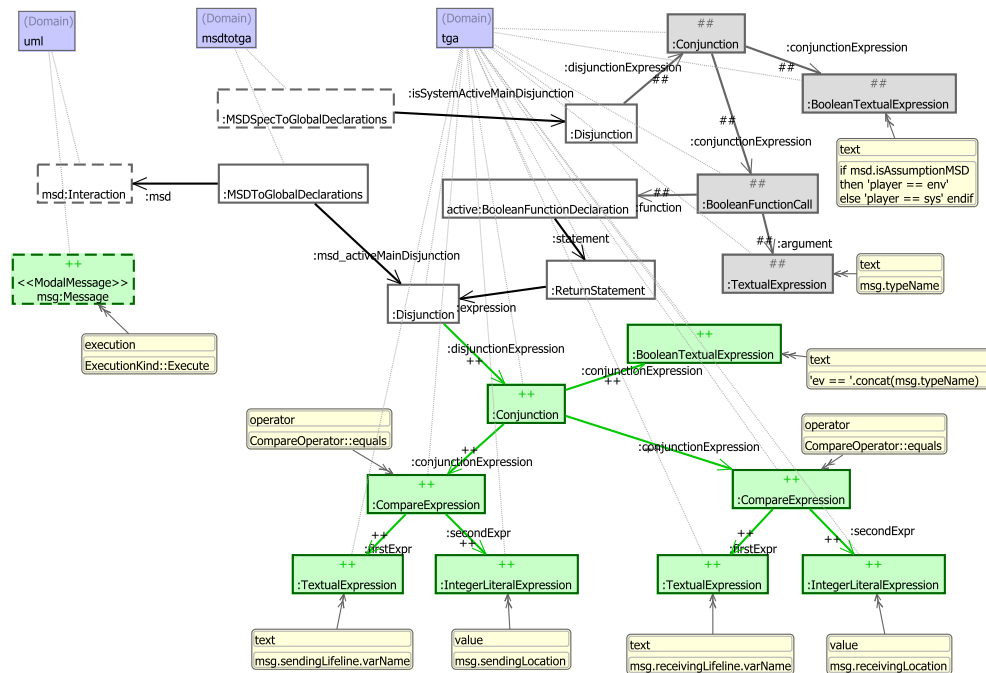 (Domain)
uml
(Domain)
msdtotga
(Domain)
tga
##
:Conjunction
:conjunctionExpression
##
:disjunctionExpression
##
##
:BooleanTextualExpression
:isSystemActiveMainDisjunction
:MSDSpecToGlobalDeclarations
:Disjunction
##
:conjunctionExpression
text
if msd.isAssumptionMSD
then 'player == env'
else 'player == sys' endif
msd:Interaction
:msd
:MSDToGlobalDeclarations
active:BooleanFunctionDeclaration
##
:function
##
:BooleanFunctionCall
:statement
##
:argument
:msd_activeMainDisjunction
++
<<ModalMessage>>
msg:Message
:ReturnStatement
##
:TextualExpression
text
msg.typeName
:Disjunction
:expression
execution
ExecutionKind::Execute
:disjunctionExpression
++
++
:BooleanTextualExpression
text
'ev == '.concat(msg.typeName)
:conjunctionExpression
++
++
:Conjunction
operator
CompareOperator::equals
operator
CompareOperator::equals
++
:conjunctionExpression
:conjunctionExpression
++
++
:CompareExpression
++
:CompareExpression
++
:firstExpr
:secondExpr
++
++
:firstExpr
:secondExpr
++
++
:TextualExpression
++
:IntegerLiteralExpression
++
:TextualExpression
++
:IntegerLiteralExpression
text
msg.sendingLifeline.varName
value
msg.sendingLocation
text
msg.receivingLifeline.varName
value
msg.receivingLocation